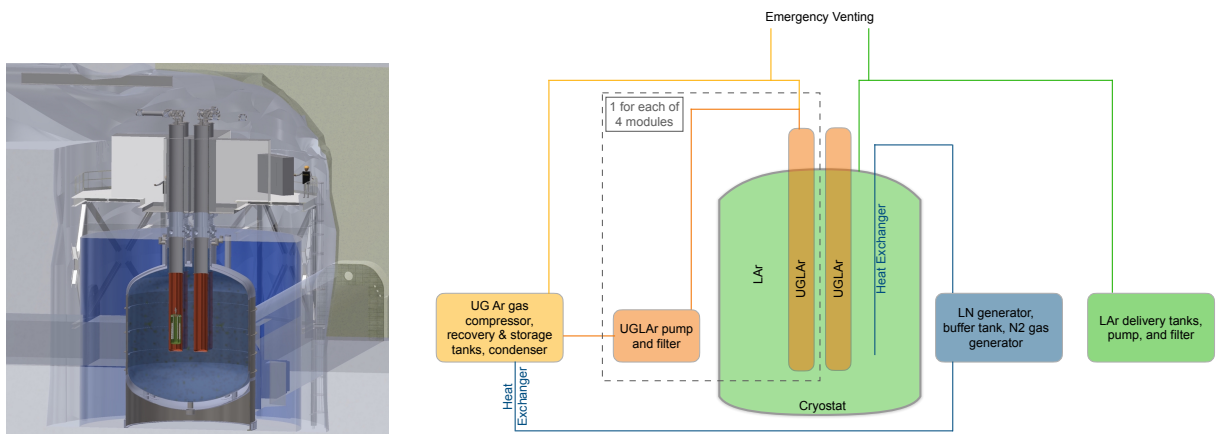 Emergency Venting
1 for each of
4 modules
LAr
UGLAr
UGLAr
Heat Exchanger
UG Ar gas
compressor,
recovery & storage
tanks, condenser
UGLAr pump
and filter
LN generator,
buffer tank, N2 gas
generator
LAr delivery tanks,
pump, and filter
Heat
Exchanger
Cryostat